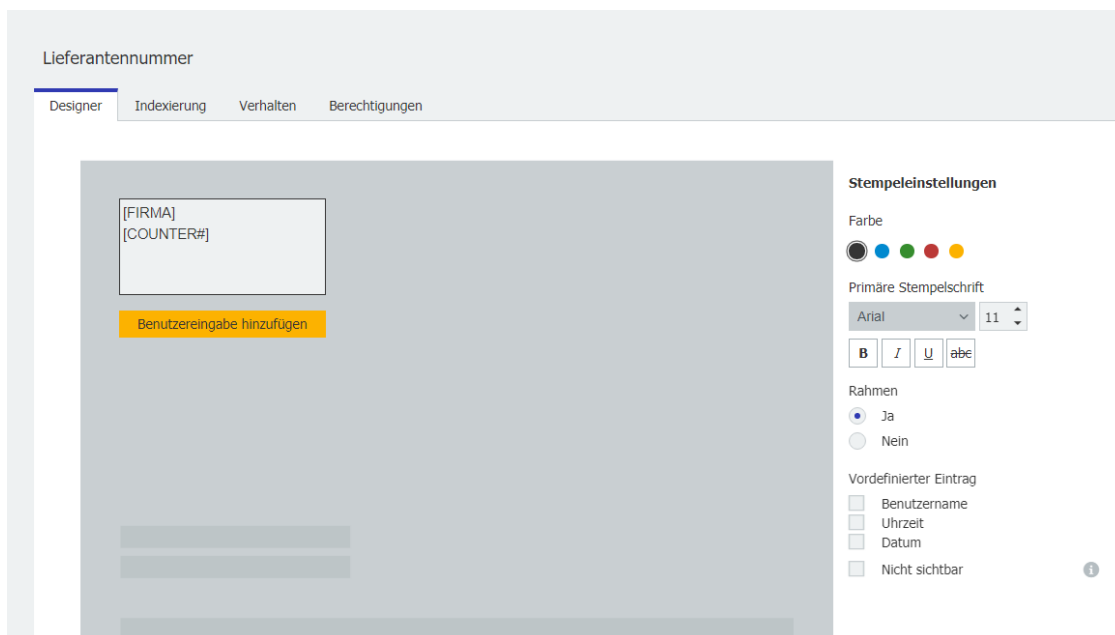 Lieferantennummer
Designer Indexierung Verhalten Berechtigungen
[FIRMA]
[COUNTER#]
Benutzereingabe hinzufügen
Stempeleinstellungen
Farbe
Primäre Stempelschrift
Arial 11
B I U abc
Rahmen
Ja
Nein
Vordefinierter Eintrag
Benutzername
Uhrzeit
Datum
Nicht sichtbar
i